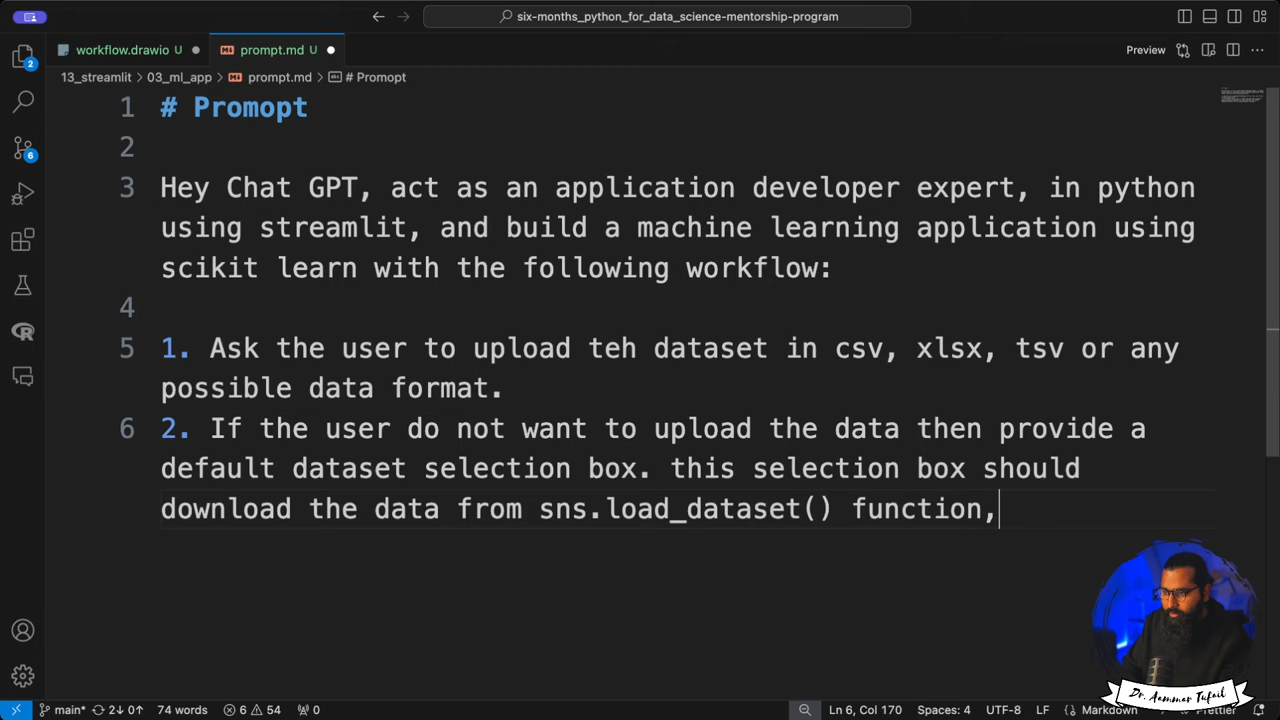 six-months_python_for_data_science-mentorship-program
workflow.drawio U
prompt.md U
Preview
13_streamlit > 03_ml_app > prompt.md > # Promopt
1 # Promopt
2
3 Hey Chat GPT, act as an application developer expert, in python
using streamlit, and build a machine learning application using
scikit learn with the following workflow:
4
5 1. Ask the user to upload teh dataset in csv, xlsx, tsv or any
possible data format.
6 2. If the user do not want to upload the data then provide a
default dataset selection box. this selection box should
download the data from sns.load_dataset() function,
2
6
R
Dr. Aammar Tufail
main* 2↓ 0↑ 74 words 6 54 0 Ln 6, Col 170 Spaces: 4 UTF-8 LF Markdown Prettier